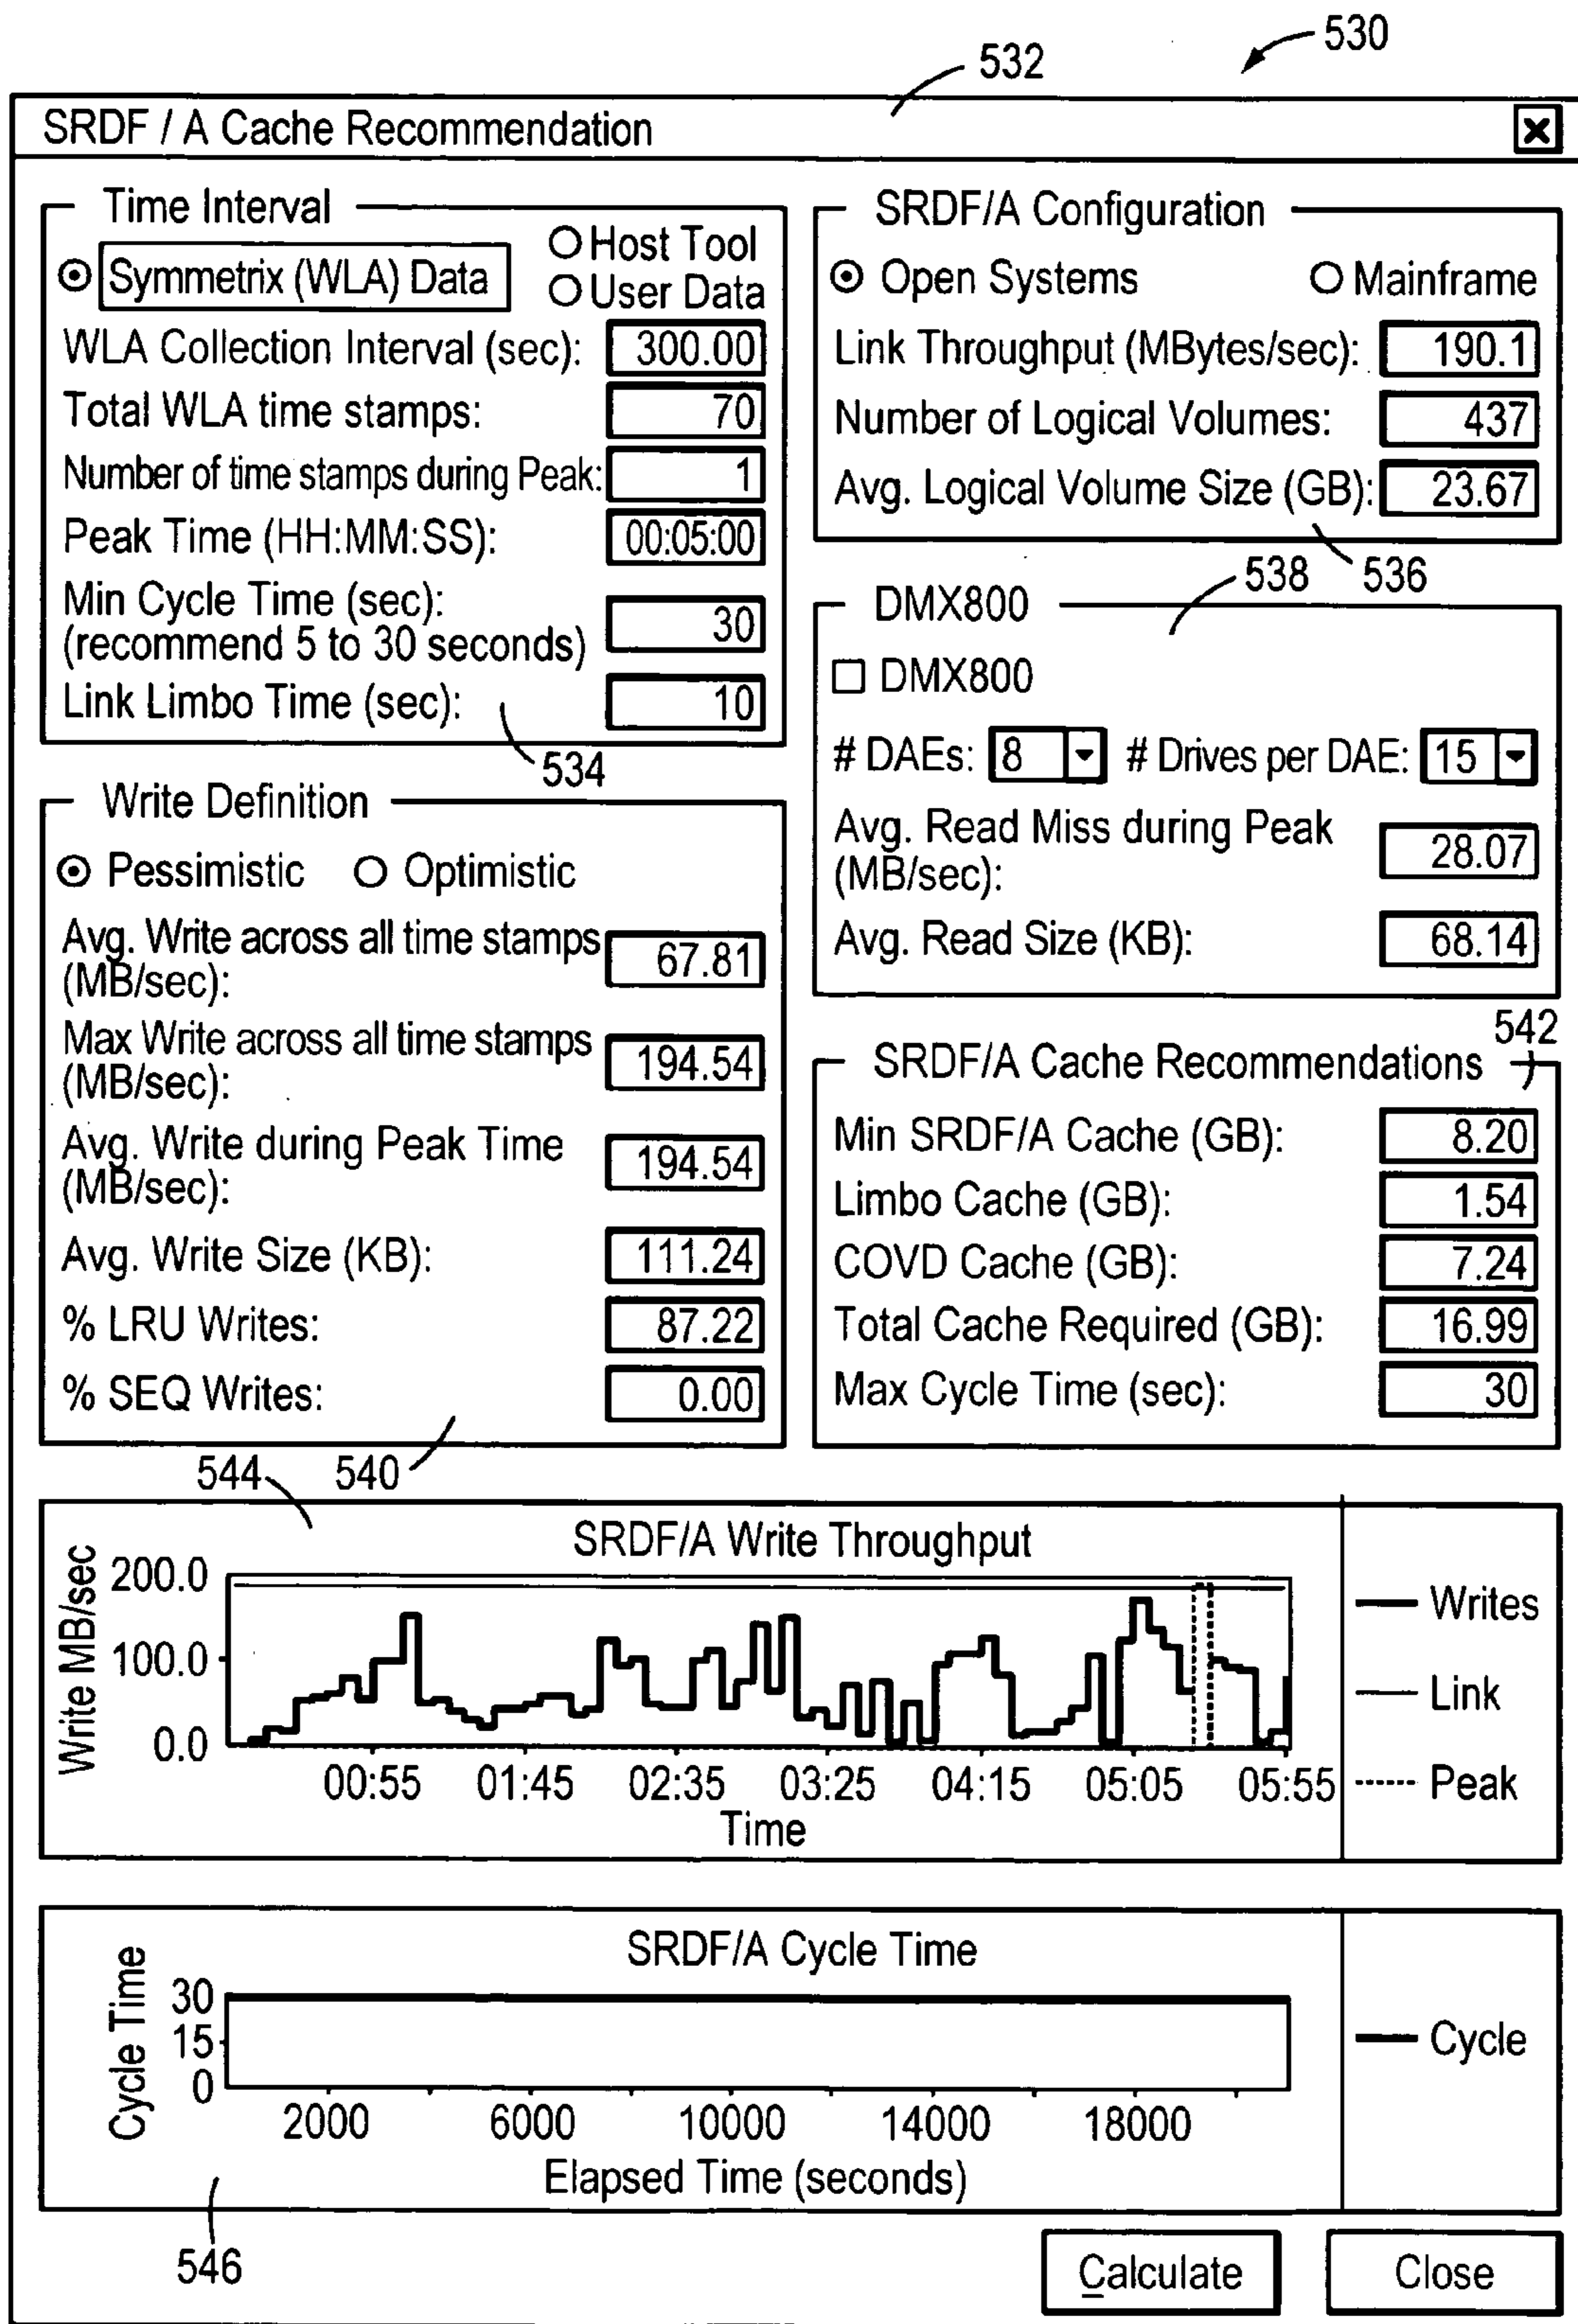 530
532
SRDF / A Cache Recommendation
Time Interval
Symmetrix (WLA) Data
Host Tool
User Data
WLA Collection Interval (sec): 300.00
Total WLA time stamps: 70
Number of time stamps during Peak: 1
Peak Time (HH:MM:SS): 00:05:00
Min Cycle Time (sec):
(recommend 5 to 30 seconds) 30
Link Limbo Time (sec): 10
534
SRDF/A Configuration
Open Systems Mainframe
Link Throughput (MBytes/sec): 190.1
Number of Logical Volumes: 437
Avg. Logical Volume Size (GB): 23.67
536
538
DMX800
DMX800
# DAEs: 8 # Drives per DAE: 15
Avg. Read Miss during Peak
(MB/sec): 28.07
Avg. Read Size (KB): 68.14
Write Definition
Pessimistic Optimistic
Avg. Write across all time stamps
(MB/sec): 67.81
Max Write across all time stamps
(MB/sec): 194.54
Avg. Write during Peak Time
(MB/sec): 194.54
Avg. Write Size (KB): 111.24
% LRU Writes: 87.22
% SEQ Writes: 0.00
540
542
SRDF/A Cache Recommendations
Min SRDF/A Cache (GB): 8.20
Limbo Cache (GB): 1.54
COVD Cache (GB): 7.24
Total Cache Required (GB): 16.99
Max Cycle Time (sec): 30
544
SRDF/A Write Throughput
Write MB/sec
200.0
100.0
0.0
00:55 01:45 02:35 03:25 04:15 05:05 05:55
Time
Writes
Link
Peak
SRDF/A Cycle Time
Cycle Time
30
15
0
2000 6000 10000 14000 18000
Elapsed Time (seconds)
Cycle
546
Calculate Close